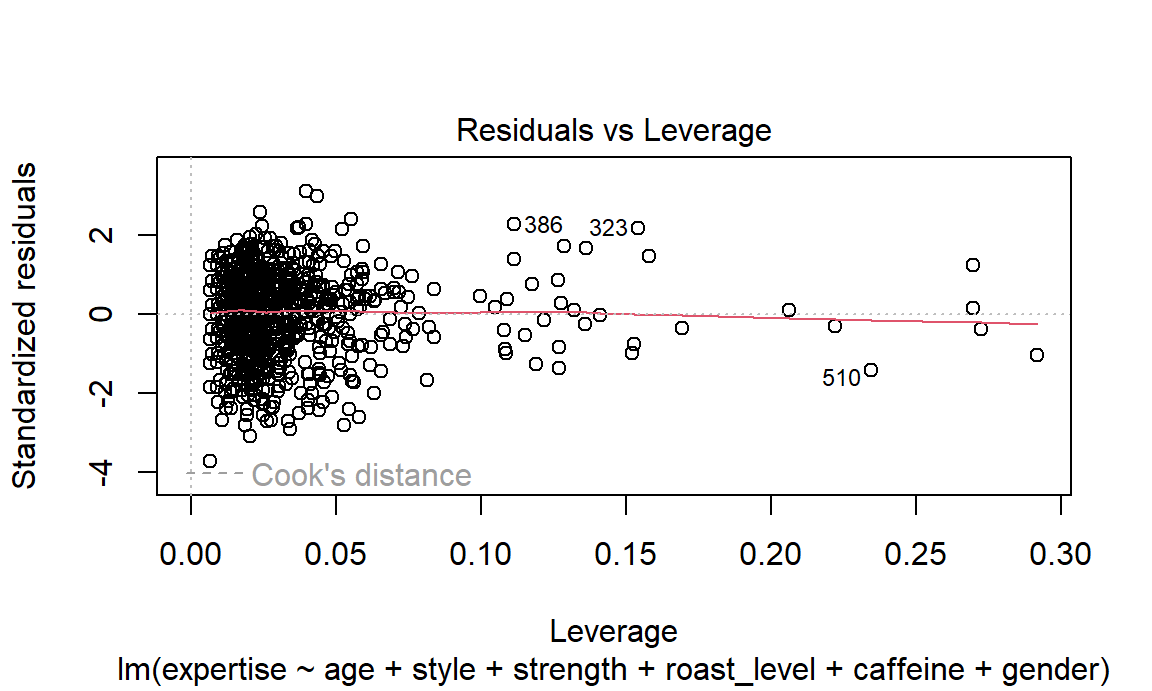 Residuals vs Leverage
Standardized residuals
2
0
-2
-4
386
323
510
Cook's distance
0.00 0.05 0.10 0.15 0.20 0.25 0.30
Leverage
lm(expertise ~ age + style + strength + roast_level + caffeine + gender)